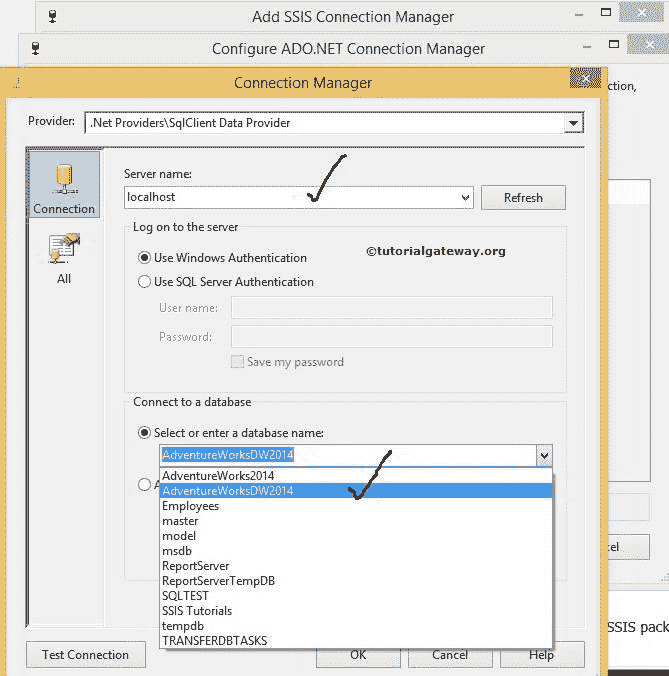 Add SSIS Connection Manager
Configure ADO.NET Connection Manager
ction,
Connection Manager
Provider:
.Net Providers\SqlClient Data Provider
Connection
All
Server name:
localhost
Refresh
Log on to the server
©tutorialgateway.org
Use Windows Authentication
Use SQL Server Authentication
User name:
Password:
Save my password
Connect to a database
Select or enter a database name:
AdventureWorksDW2014
AdventureWorks2014
AdventureWorksDW2014
Employees
master
model
msdb
ReportServer
ReportServerTempDB
SQLTEST
SSIS Tutorials
tempdb
TRANSFERDBTASKS
cel
SSIS pack
Test Connection
OK
Cancel
Help